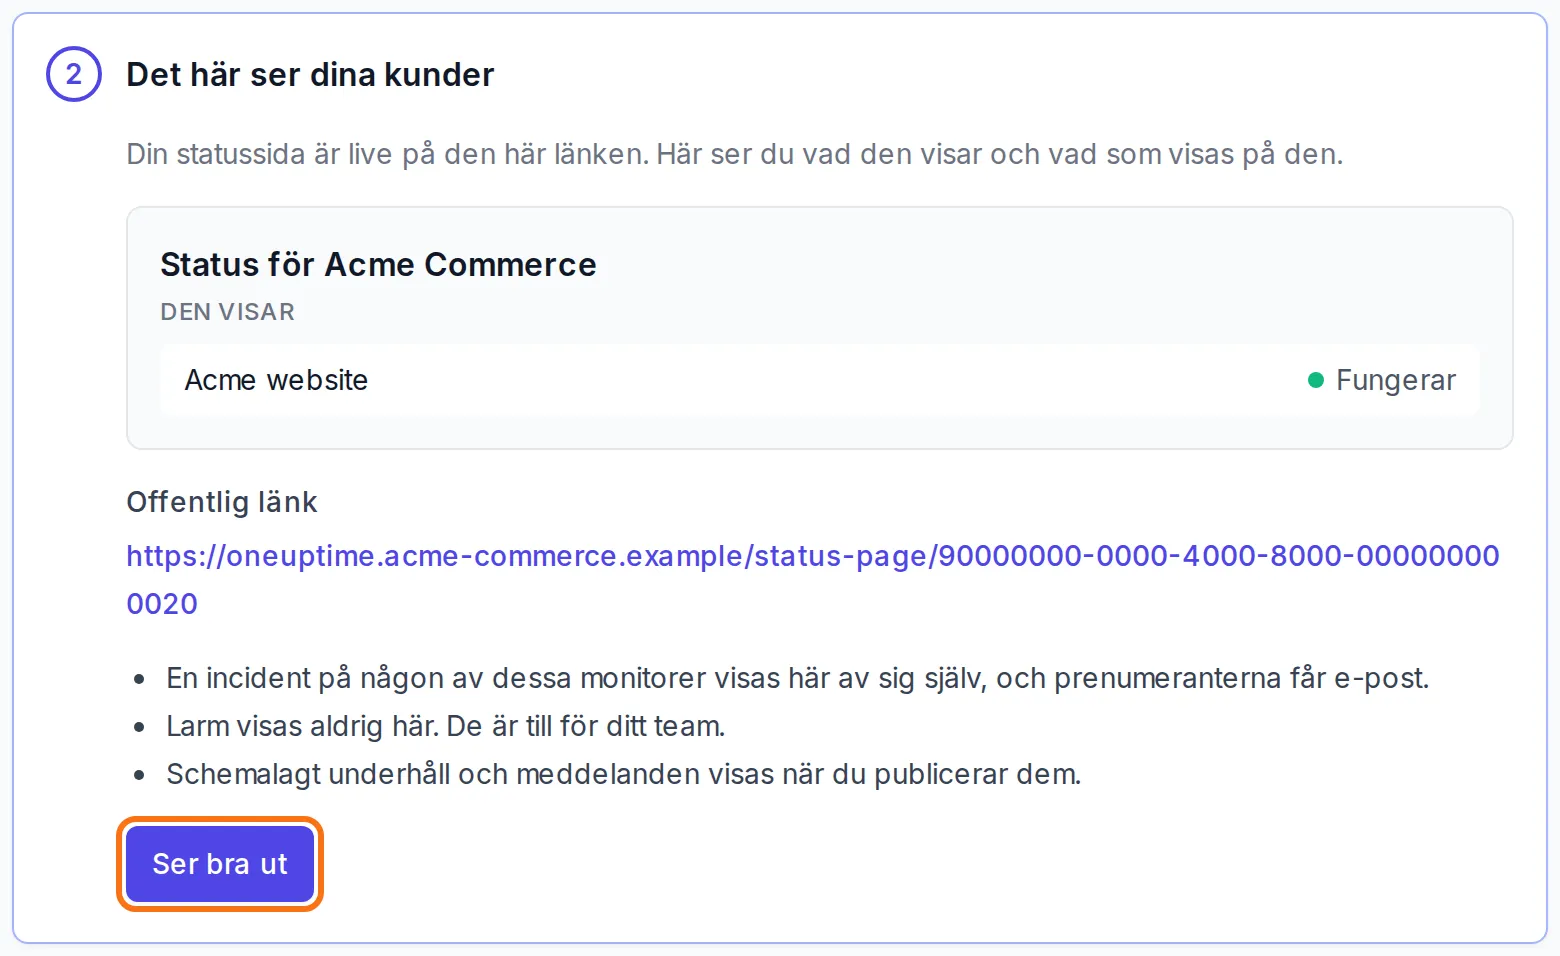 2
Det här ser dina kunder
Din statussida är live på den här länken. Här ser du vad den visar och vad som visas på den.
Status för Acme Commerce
DEN VISAR
Acme website
Fungerar
Offentlig länk
https://oneuptime.acme-commerce.example/status-page/90000000-0000-4000-8000-00000000
0020
En incident på någon av dessa monitorer visas här av sig själv, och prenumeranterna får e-post.
Larm visas aldrig här. De är till för ditt team.
Schemalagt underhåll och meddelanden visas när du publicerar dem.
Ser bra ut